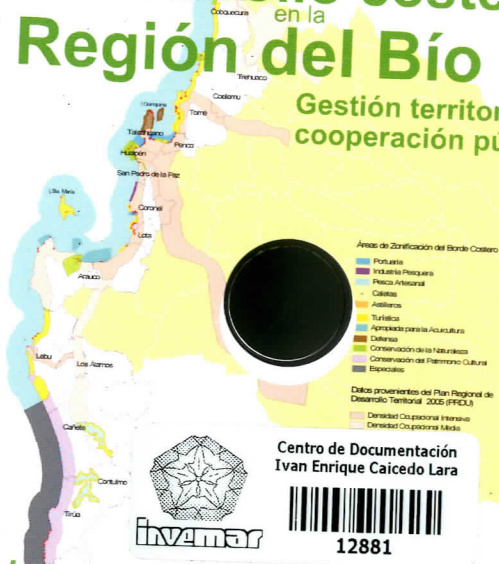 en la
Región del Bío
Gestión territor
cooperación pú
Cobquecura
Trehuaco
Coelemu
I.Quiriquina
Tomé
Talcahuano
Hualpén
Penco
San Pedro de la Paz
I.Sta. María
Coronel
Lota
Arauco
Lebu
Los Álamos
Cañete
Contulmo
Tirúa
Áreas de Zonificación del Borde Costero
Portuaria
Industria Pesquera
Pesca Artesanal
Caletas
Astilleros
Turística
Apropiada para la Acuicultura
Defensa
Conservación de la Naturaleza
Conservación del Patrimonio Cultural
Especiales
Datos provenientes del Plan Regional de
Desarrollo Territorial 2005 (PRDU)
Densidad Ocupacional Intensiva
Densidad Ocupacional Media
Centro de Documentación
Ivan Enrique Caicedo Lara
invemar
12881